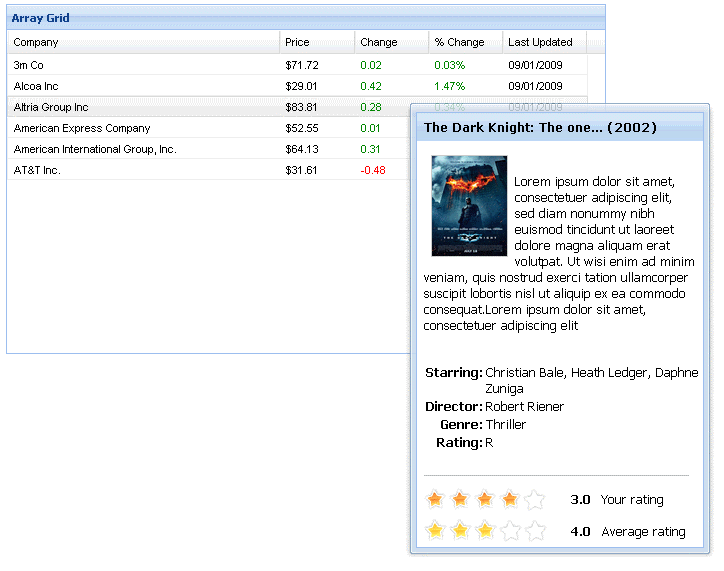 Array Grid
Company Price Change % Change Last Updated
3m Co $71.72 0.02 0.03% 09/01/2009
Alcoa Inc $29.01 0.42 1.47% 09/01/2009
Altria Group Inc $83.81 0.28 0.34% 09/01/2009
American Express Company $52.55 0.01
American International Group, Inc. $64.13 0.31
AT&T Inc. $31.61 -0.48
The Dark Knight: The one... (2002)
Lorem ipsum dolor sit amet,
consectetuer adipiscing elit,
sed diam nonummy nibh
euismod tincidunt ut laoreet
dolore magna aliquam erat
volutpat. Ut wisi enim ad minim
veniam, quis nostrud exerci tation ullamcorper
suscipit lobortis nisl ut aliquip ex ea commodo
consequat.Lorem ipsum dolor sit amet,
consectetuer adipiscing elit
Starring: Christian Bale, Heath Ledger, Daphne
Zuniga
Director: Robert Riener
Genre: Thriller
Rating: R
3.0 Your rating
4.0 Average rating